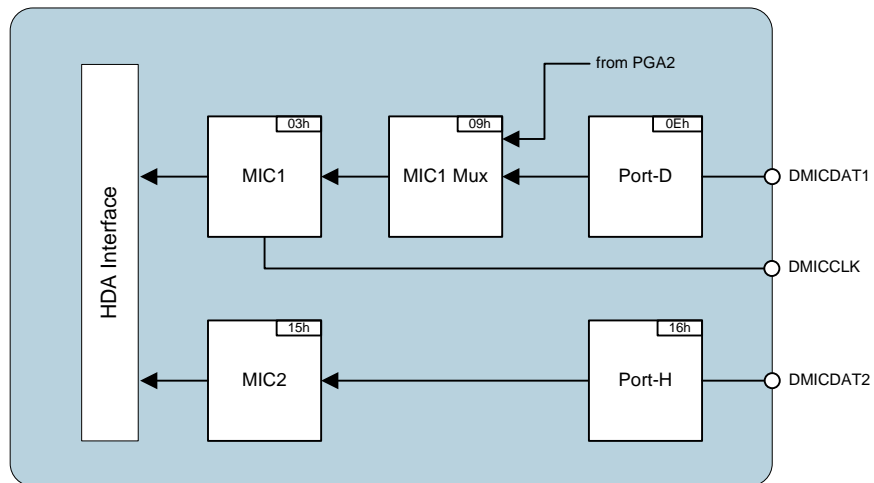 from PGA2
03h
09h
0Eh
MIC1
MIC1 Mux
Port-D
DMICDAT1
HDA Interface
DMICCLK
15h
16h
MIC2
Port-H
DMICDAT2